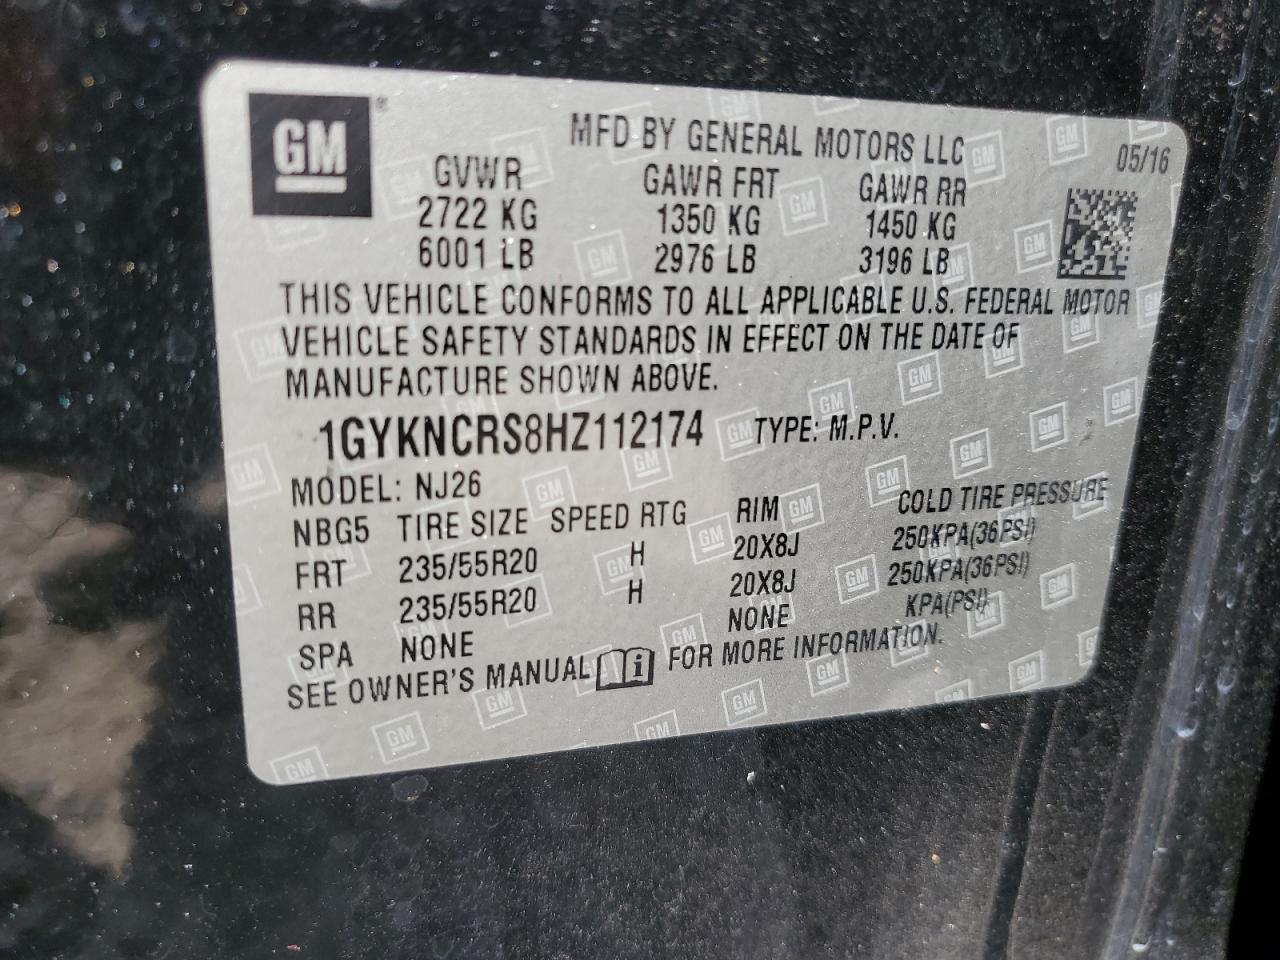 GM ®
MFD BY GENERAL MOTORS LLC 05/16
GVWR GAWR FRT GAWR RR
2722 KG 1350 KG 1450 KG
6001 LB 2976 LB 3196 LB
THIS VEHICLE CONFORMS TO ALL APPLICABLE U.S. FEDERAL MOTOR
VEHICLE SAFETY STANDARDS IN EFFECT ON THE DATE OF
MANUFACTURE SHOWN ABOVE.
1GYKNCRS8HZ112174 TYPE: M.P.V.
MODEL: NJ26
NBG5 TIRE SIZE SPEED RTG RIM COLD TIRE PRESSURE
FRT 235/55R20 H 20X8J 250KPA(36PSI)
RR 235/55R20 H 20X8J 250KPA(36PSI)
SPA NONE NONE KPA(PSI)
SEE OWNER'S MANUAL i FOR MORE INFORMATION.